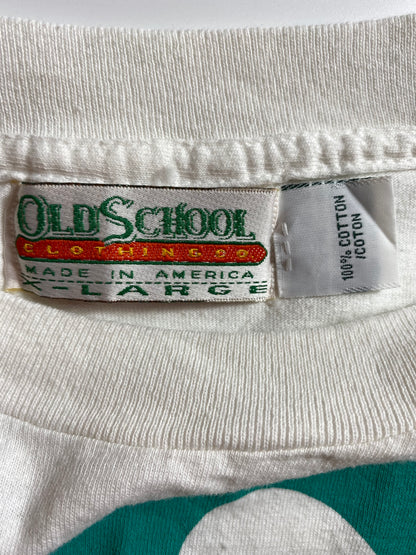 OLD SCHOOL
CLOTHING CO
MADE IN AMERICA
X-LARGE
100% COTTON
/COTON